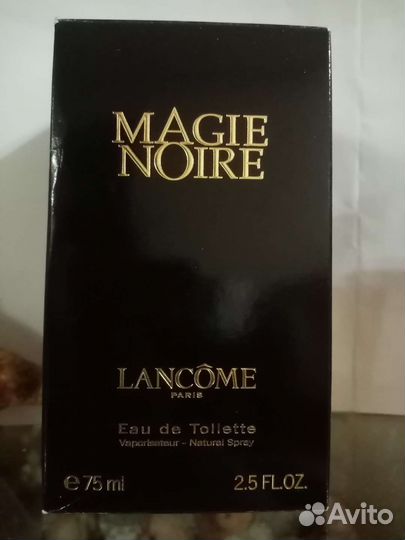 MAGIE
NOIRE
LANCÔME
PARIS
Eau de Toilette
Vaporisateur - Natural Spray
℮ 75 ml 2.5 FL.OZ.
Avito